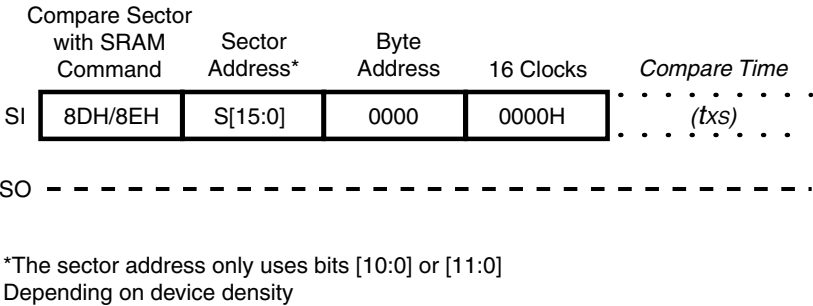 Compare Sector
with SRAM Sector Byte
Command Address* Address 16 Clocks Compare Time
SI 8DH/8EH S[15:0] 0000 0000H (txs)
SO
*The sector address only uses bits [10:0] or [11:0]
Depending on device density